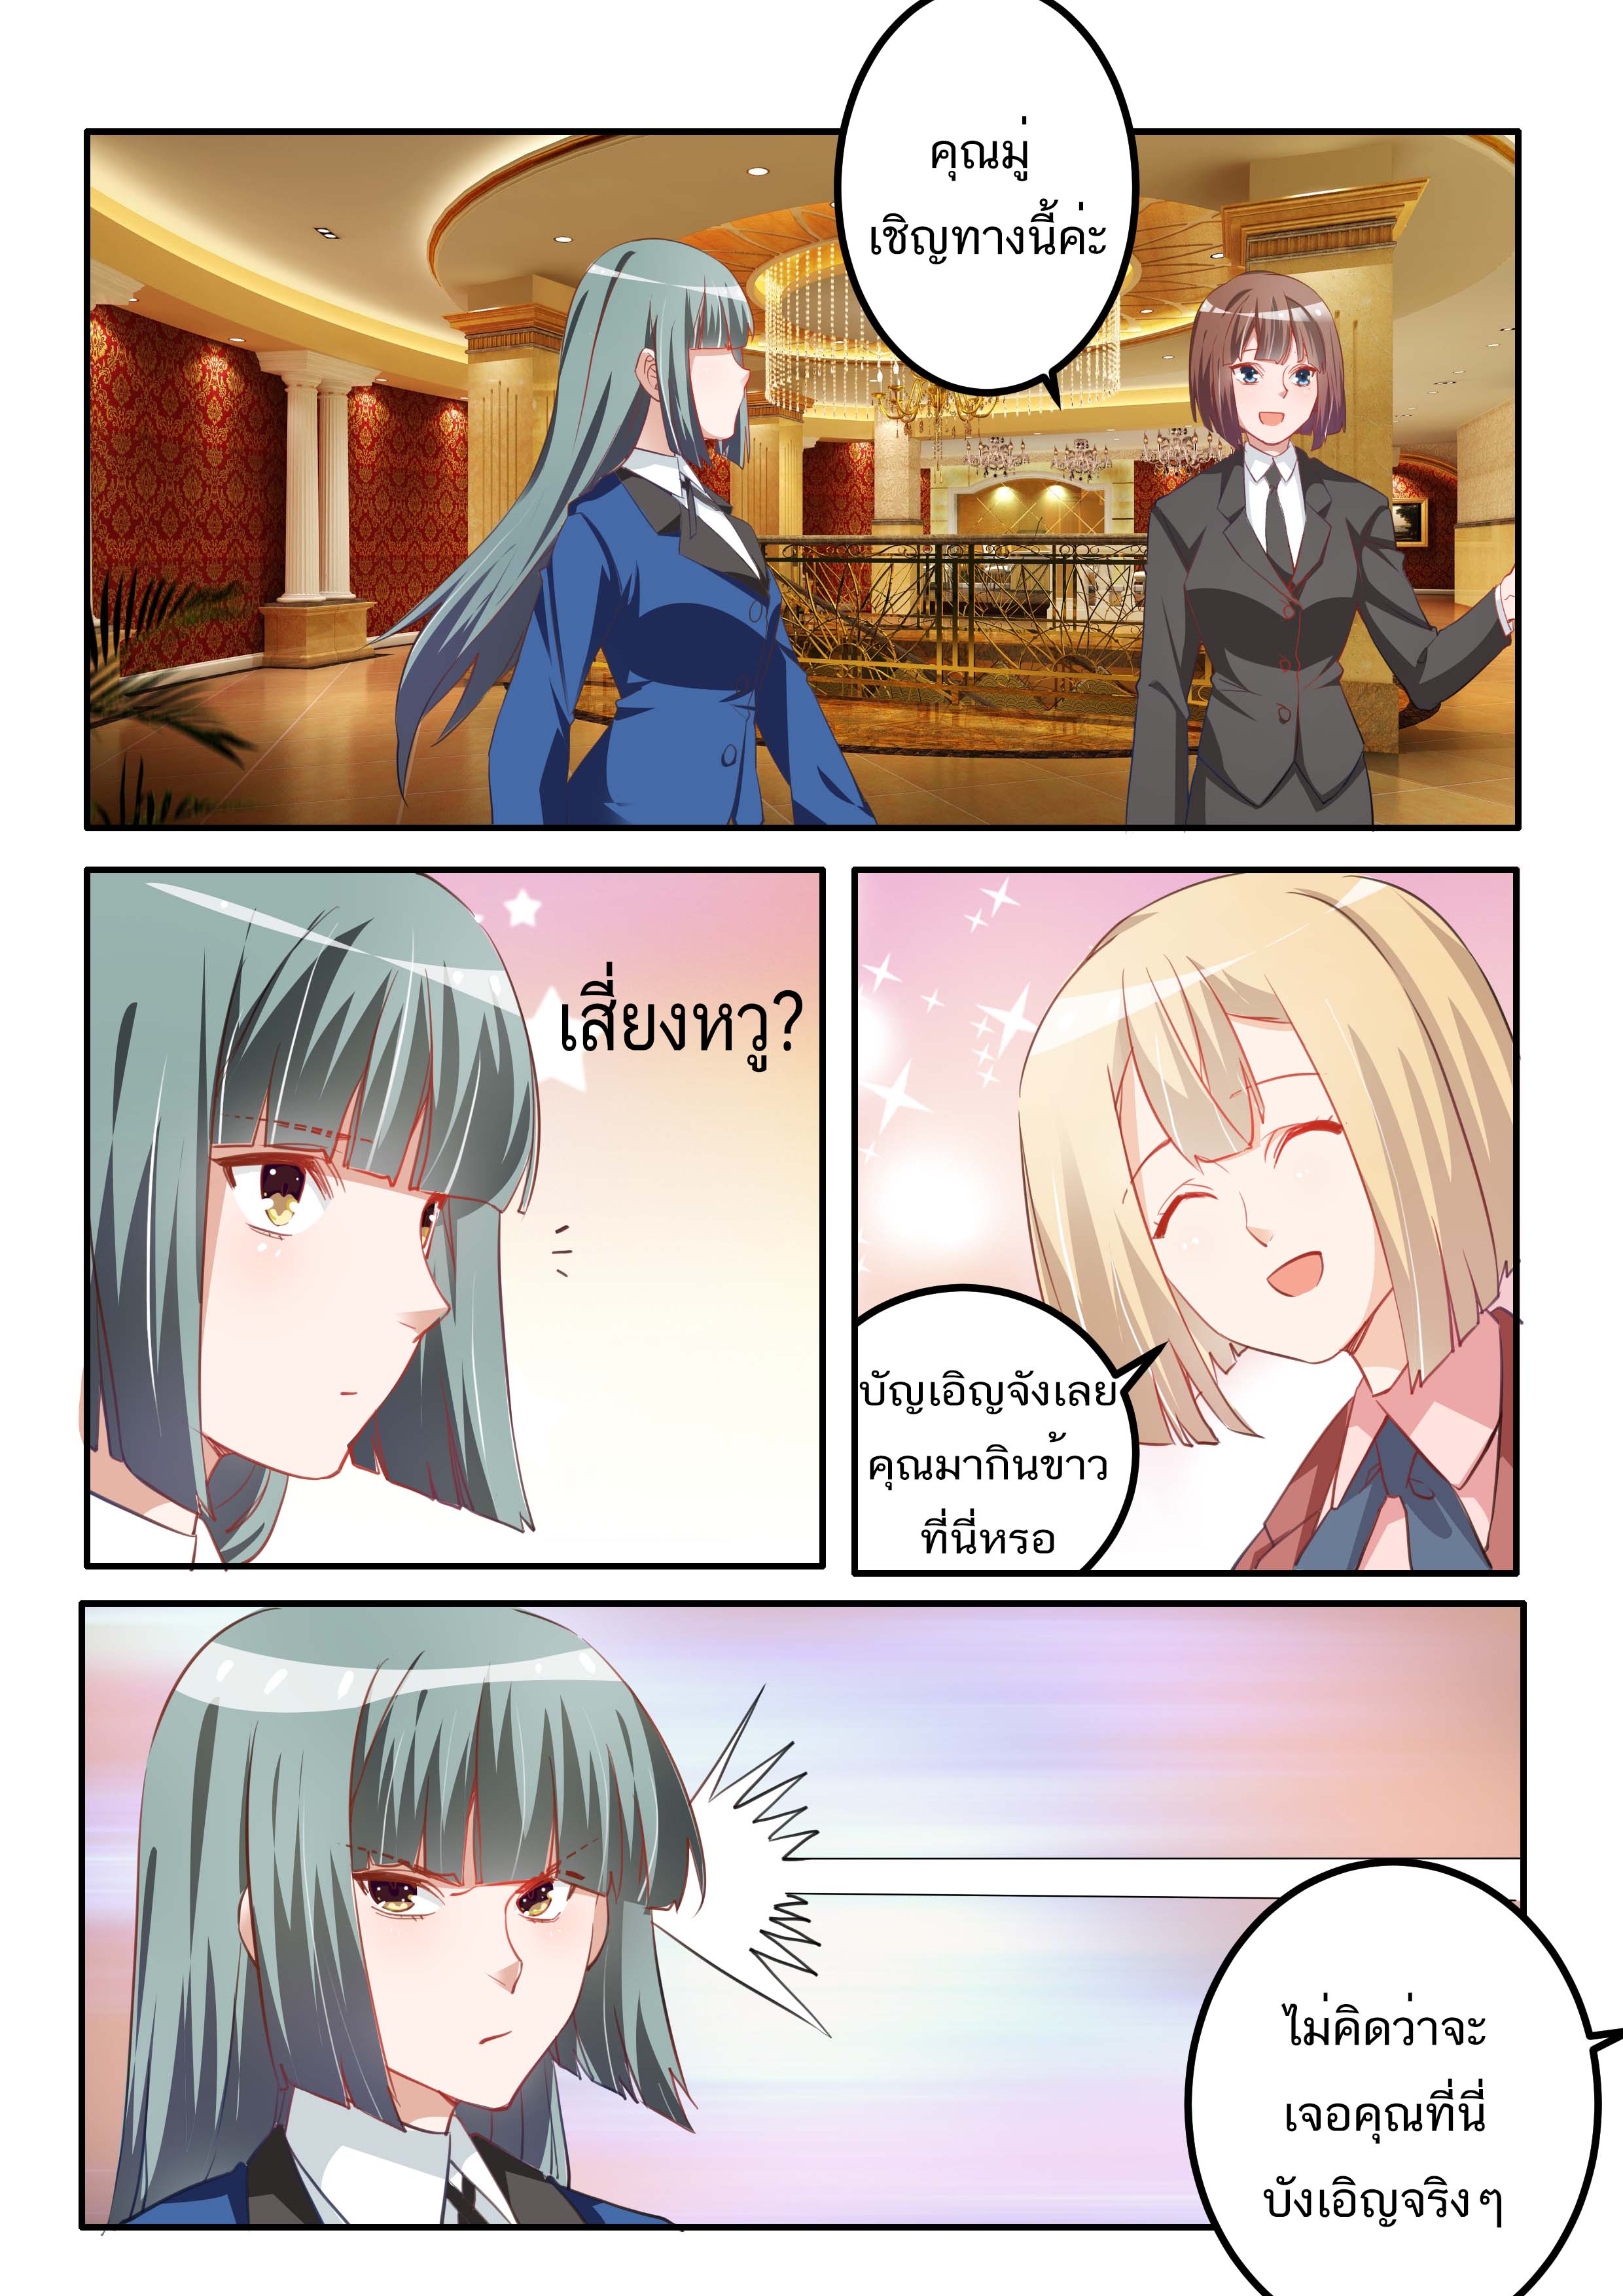 คุณมู่
เชิญทางนี้ค่ะ
เสี่ยงหวู?
บัญเอิญจังเลย
คุณมากินข้าว
ที่นี่หรอ
ไม่คิดว่าจะ
เจอคุณที่นี่
บังเอิญจริงๆ